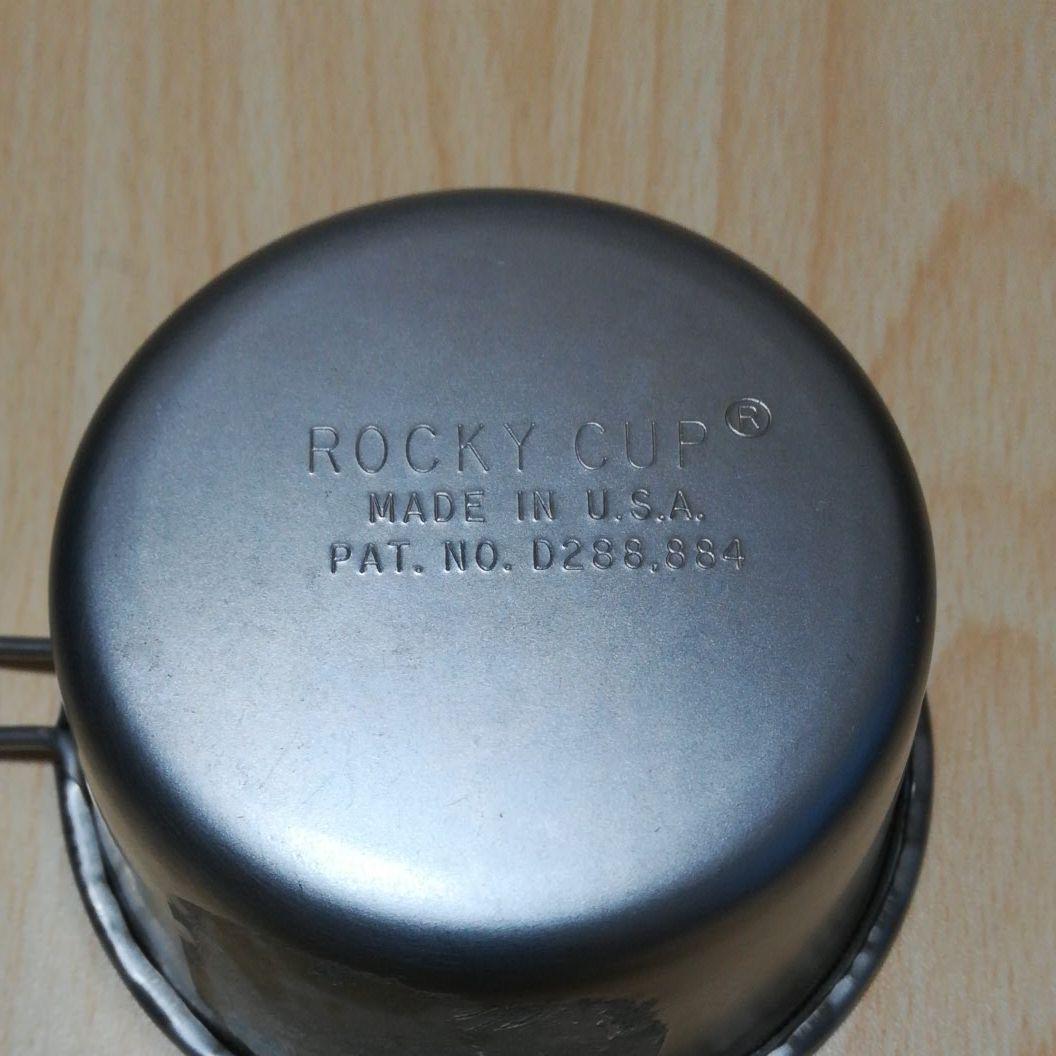 ROCKY CUP®
MADE IN U.S.A.
PAT. NO. D288,884